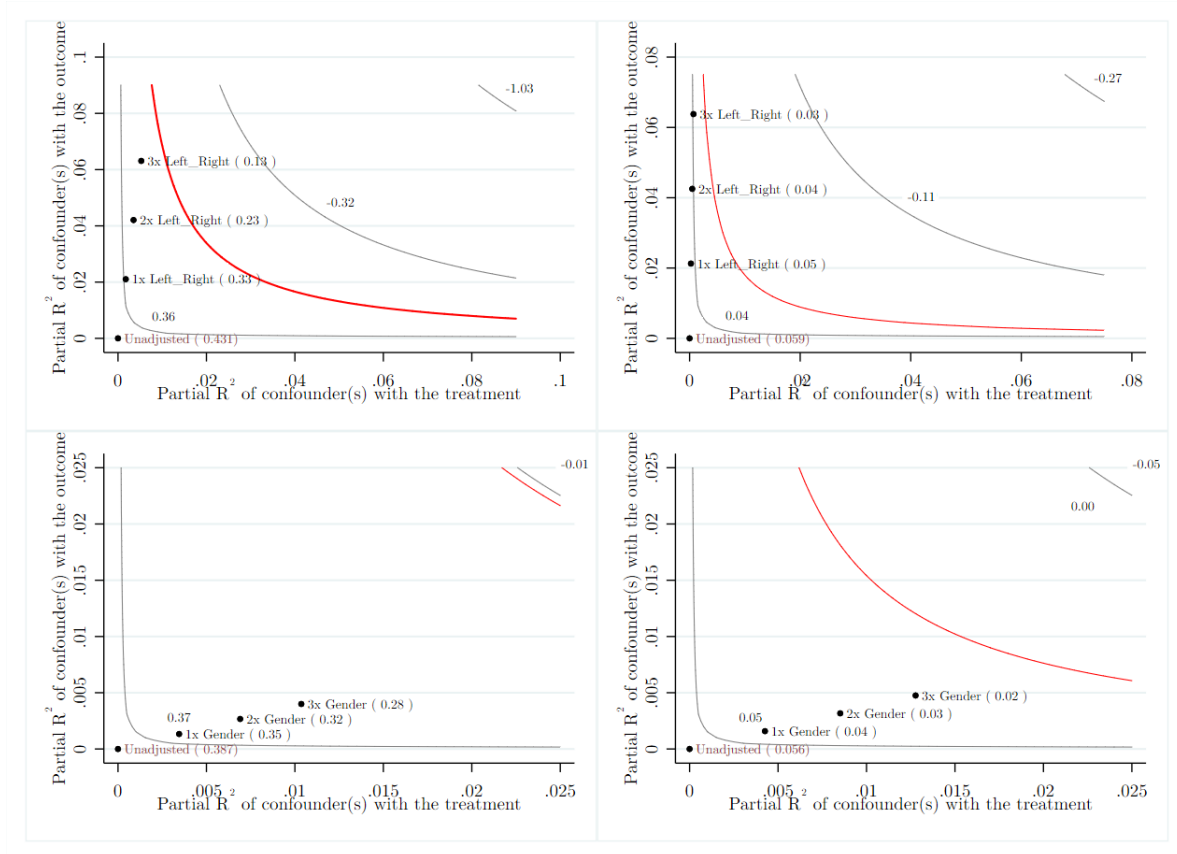 Partial R² of confounder(s) with the outcome
.1
.08
.06
.04
.02
0
-1.03
3x Left_Right ( 0.13 )
-0.32
2x Left_Right ( 0.23 )
1x Left_Right ( 0.33 )
0.36
Unadjusted ( 0.431)
0 .02 .04 .06 .08 .1
Partial R² of confounder(s) with the treatment
Partial R² of confounder(s) with the outcome
.08
.06
.04
.02
0
-0.27
3x Left_Right ( 0.03 )
2x Left_Right ( 0.04 )
-0.11
1x Left_Right ( 0.05 )
0.04
Unadjusted ( 0.059)
0 .02 .04 .06 .08
Partial R² of confounder(s) with the treatment
Partial R² of confounder(s) with the outcome
.025
.02
.015
.01
.005
0
-0.01
3x Gender ( 0.28 )
0.37
2x Gender ( 0.32 )
1x Gender ( 0.35 )
Unadjusted ( 0.387)
0 .005 .01 .015 .02 .025
Partial R² of confounder(s) with the treatment
Partial R² of confounder(s) with the outcome
.025
.02
.015
.01
.005
0
-0.05
0.00
3x Gender ( 0.02 )
0.05
2x Gender ( 0.03 )
1x Gender ( 0.04 )
Unadjusted ( 0.056)
0 .005 .01 .015 .02 .025
Partial R² of confounder(s) with the treatment